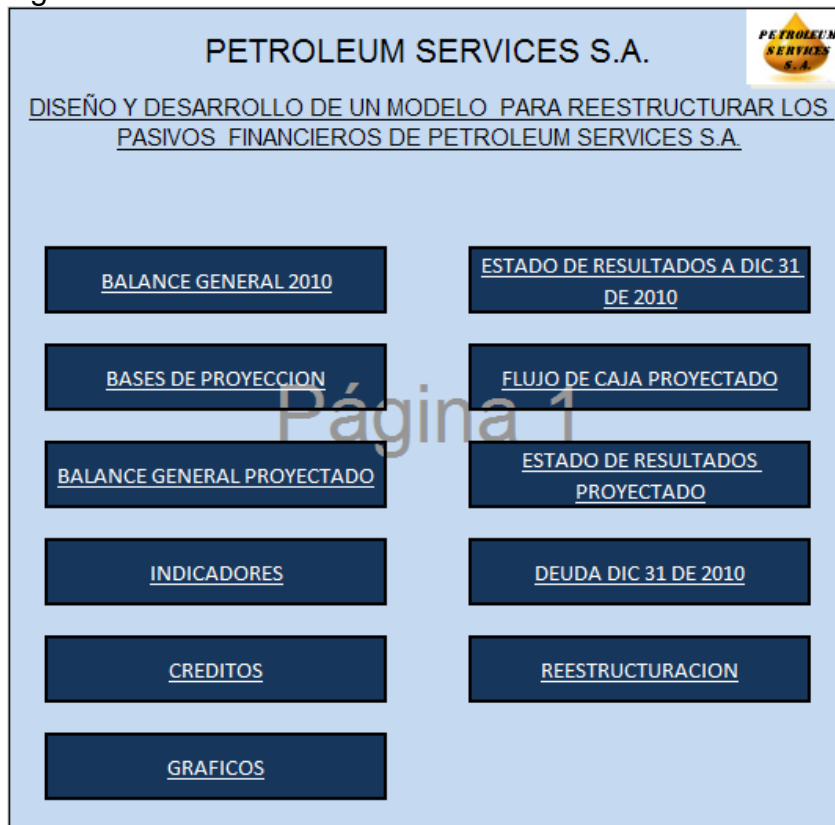 PETROLEUM SERVICES S.A.
PETROLEUM
SERVICES
S.A.
DISEÑO Y DESARROLLO DE UN MODELO PARA REESTRUCTURAR LOS
PASIVOS FINANCIEROS DE PETROLEUM SERVICES S.A.
BALANCE GENERAL 2010
ESTADO DE RESULTADOS A DIC 31
DE 2010
BASES DE PROYECCION
FLUJO DE CAJA PROYECTADO
Página 1
BALANCE GENERAL PROYECTADO
ESTADO DE RESULTADOS
PROYECTADO
INDICADORES
DEUDA DIC 31 DE 2010
CREDITOS
REESTRUCTURACION
GRAFICOS